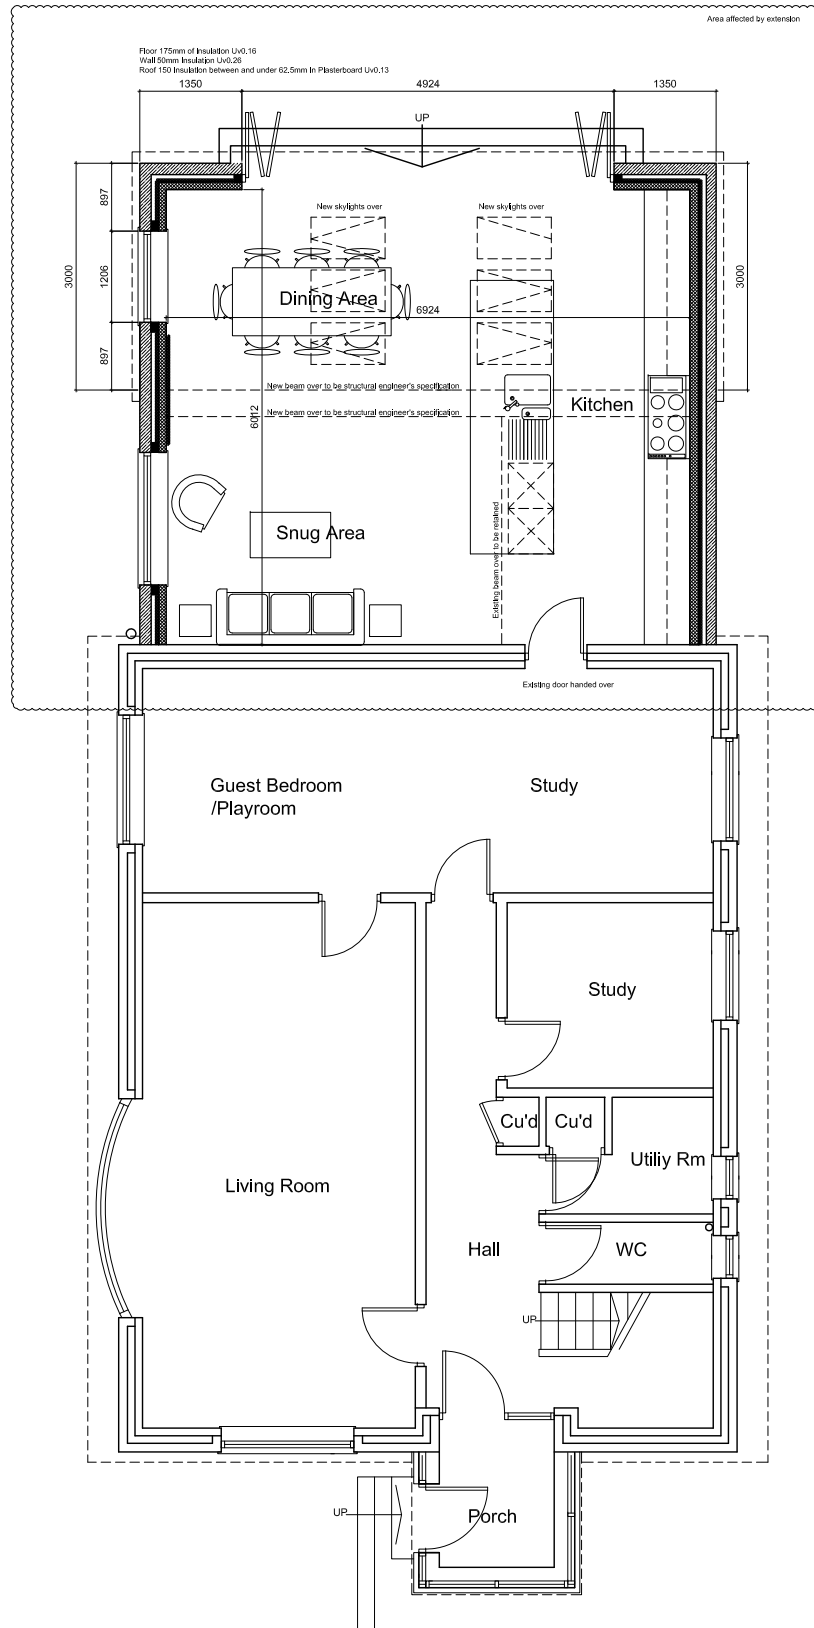 Area affected by extension
Floor 175mm of Insulation Uv0.16
Wall 50mm Insulation Uv0.26
Roof 150 Insulation between and under 62.5mm in Plasterboard Uv0.13
1350
4924
1350
UP
897
New skylights over
New skylights over
3000
1206
3000
Dining Area
6924
897
New beam over to be structural engineer's specification
Kitchen
New beam over to be structural engineer's specification
6012
Snug Area
Existing beam over to be retained
Existing door handed over
Guest Bedroom
/Playroom
Study
Study
Cu'd
Cu'd
Utiliy Rm
Living Room
Hall
WC
UP
UP
Porch